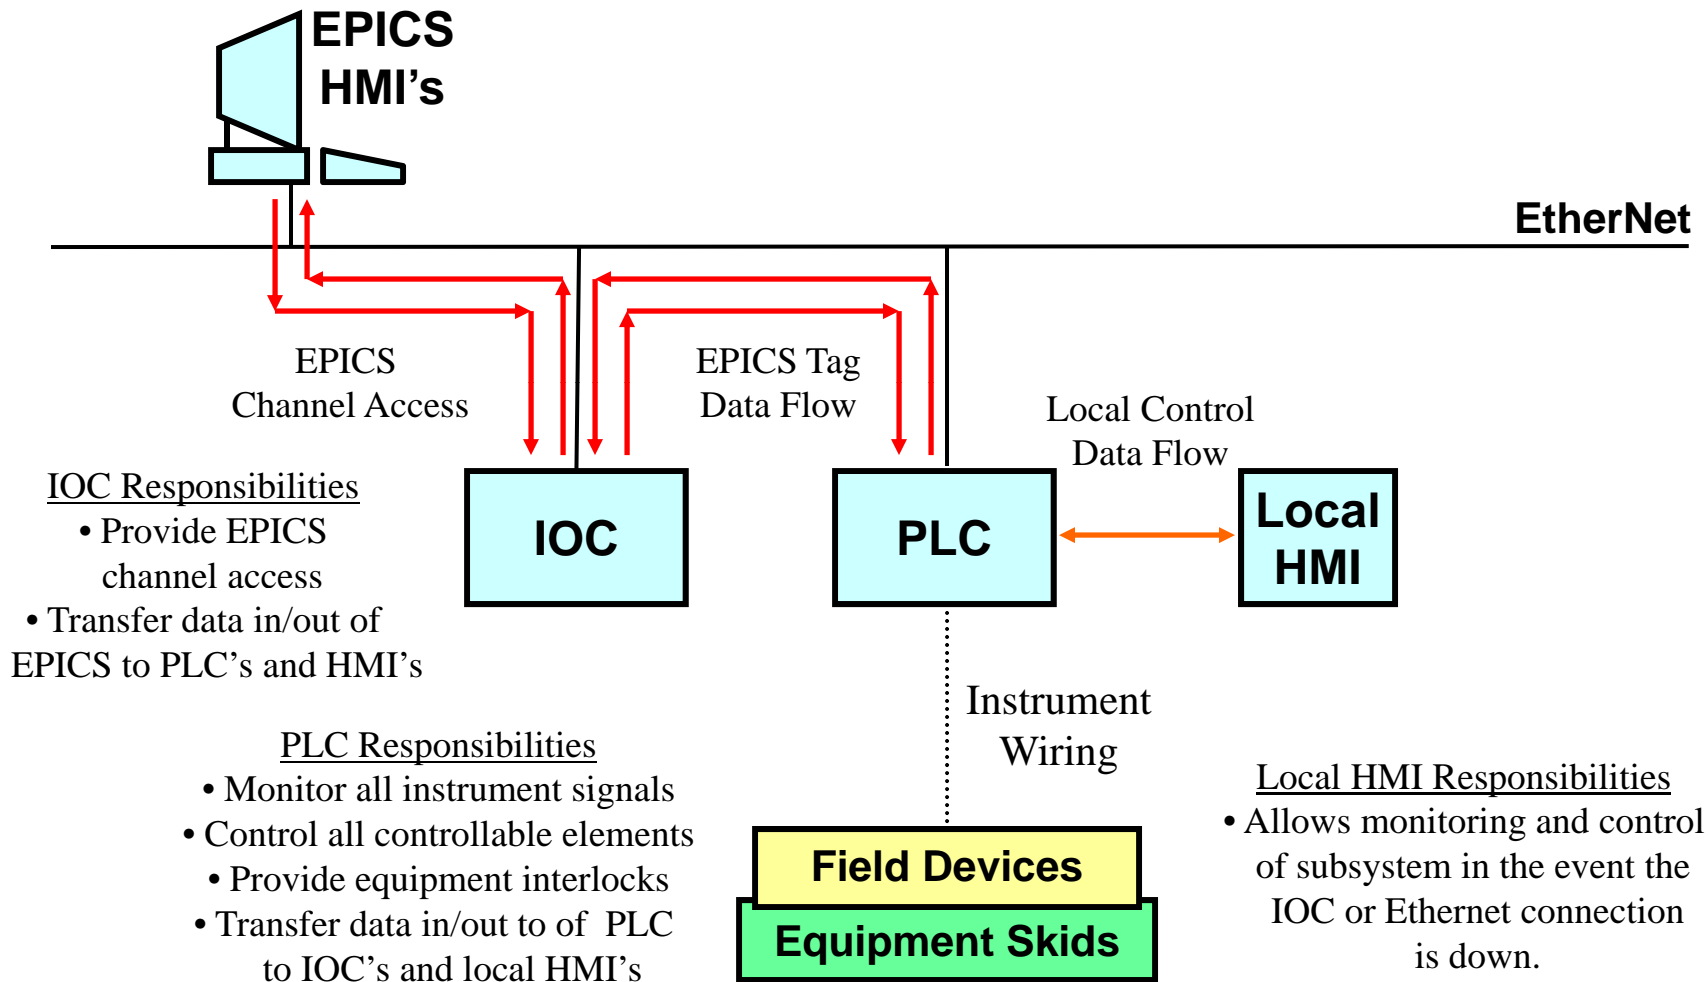 EPICS
HMI’s
EtherNet
EPICS
Channel Access
EPICS Tag
Data Flow
Local Control
Data Flow
IOC Responsibilities
• Provide EPICS
channel access
• Transfer data in/out of
EPICS to PLC’s and HMI’s
IOC
PLC
Local
HMI
Instrument
Wiring
PLC Responsibilities
• Monitor all instrument signals
• Control all controllable elements
• Provide equipment interlocks
• Transfer data in/out to of PLC
to IOC’s and local HMI’s
Field Devices
Equipment Skids
Local HMI Responsibilities
• Allows monitoring and control
of subsystem in the event the
IOC or Ethernet connection
is down.